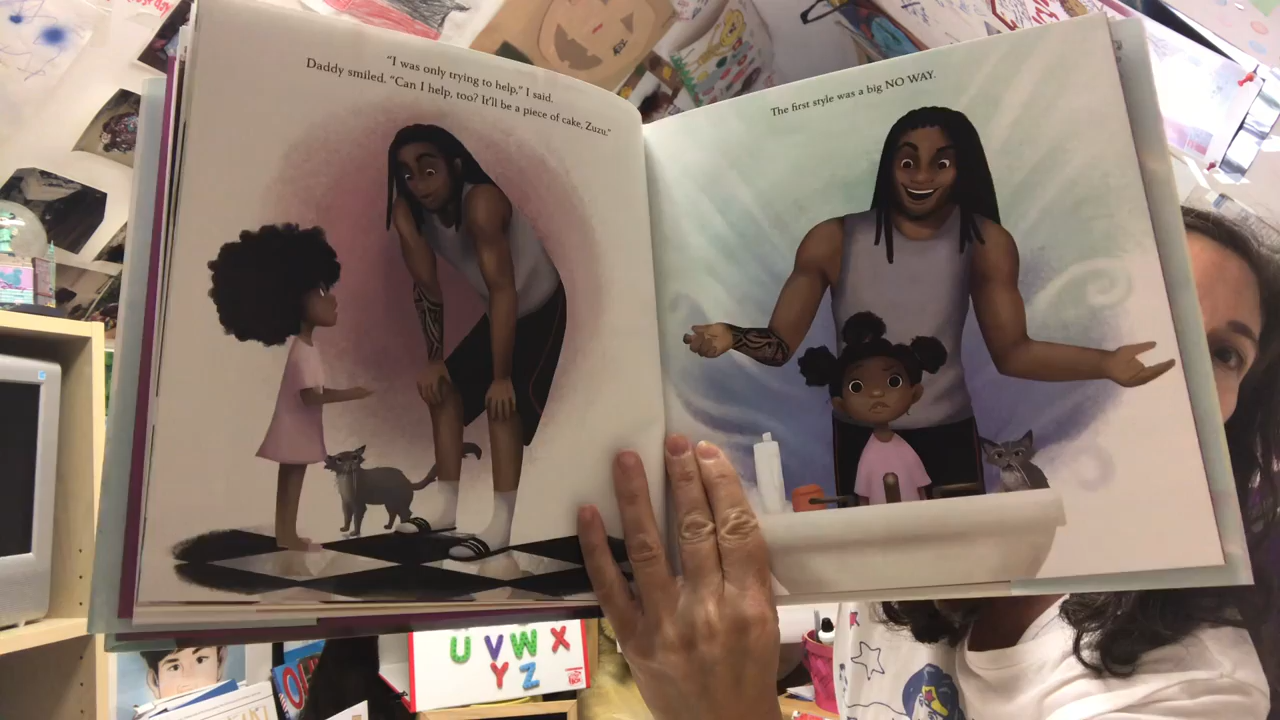 "I was only trying to help," I said.
Daddy smiled. "Can I help, too? It'll be a piece of cake, Zuzu."
The first style was a big NO WAY.
U V W X
Y Z